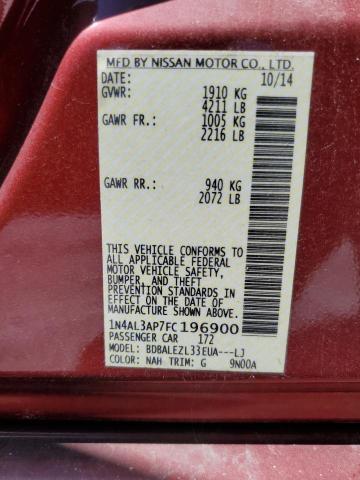 MFD. BY NISSAN MOTOR CO., LTD.
DATE: 10/14
GVWR: 1910 KG
4211 LB
GAWR FR.: 1005 KG
2216 LB
GAWR RR.: 940 KG
2072 LB
THIS VEHICLE CONFORMS TO
ALL APPLICABLE FEDERAL
MOTOR VEHICLE SAFETY,
BUMPER, AND THEFT
PREVENTION STANDARDS IN
EFFECT ON THE DATE OF
MANUFACTURE SHOWN ABOVE.
1N4AL3AP7FC196900
PASSENGER CAR 172
MODEL: BDBALEZL33EUA---LJ
COLOR: NAH TRIM: G 9N00A